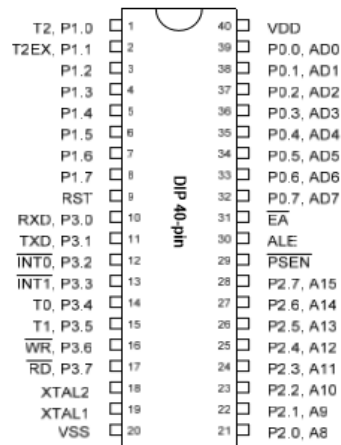 T2, P1.0 1 40 VDD
T2EX, P1.1 2 39 P0.0, AD0
P1.2 3 38 P0.1, AD1
P1.3 4 37 P0.2, AD2
P1.4 5 36 P0.3, AD3
P1.5 6 35 P0.4, AD4
P1.6 7 34 P0.5, AD5
P1.7 8 33 P0.6, AD6
RST 9 32 P0.7, AD7
RXD, P3.0 10 31 EA
TXD, P3.1 11 30 ALE
INT0, P3.2 12 29 PSEN
INT1, P3.3 13 28 P2.7, A15
T0, P3.4 14 27 P2.6, A14
T1, P3.5 15 26 P2.5, A13
WR, P3.6 16 25 P2.4, A12
RD, P3.7 17 24 P2.3, A11
XTAL2 18 23 P2.2, A10
XTAL1 19 22 P2.1, A9
VSS 20 21 P2.0, A8
DIP 40-pin